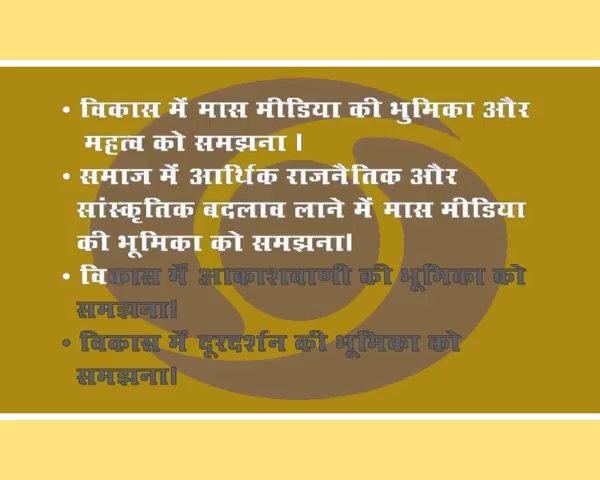 • विकास में मास मीडिया की भुमिका और
महत्व को समझना ।
• समाज में आर्थिक राजनैतिक और
सांस्कृतिक बदलाव लाने में मास मीडिया
की भूमिका को समझना।
• विकास में आकाशवाणी की भूमिका को
समझना।
• विकास में दूरदर्शन की भूमिका को
समझना।